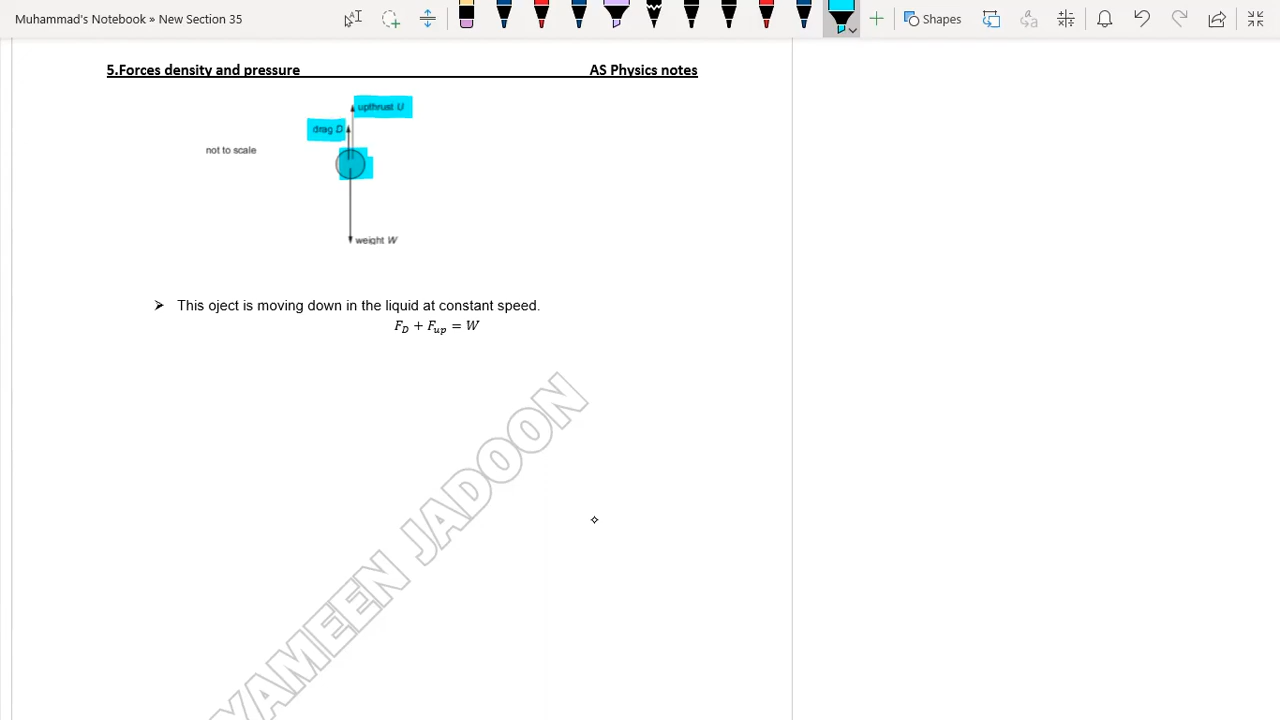 Muhammad's Notebook » New Section 35
Shapes
5.Forces density and pressure AS Physics notes
upthrust U
drag D
not to scale
weight W
➢ This oject is moving down in the liquid at constant speed.
F_D + F_up = W
YAMEEN JADOON